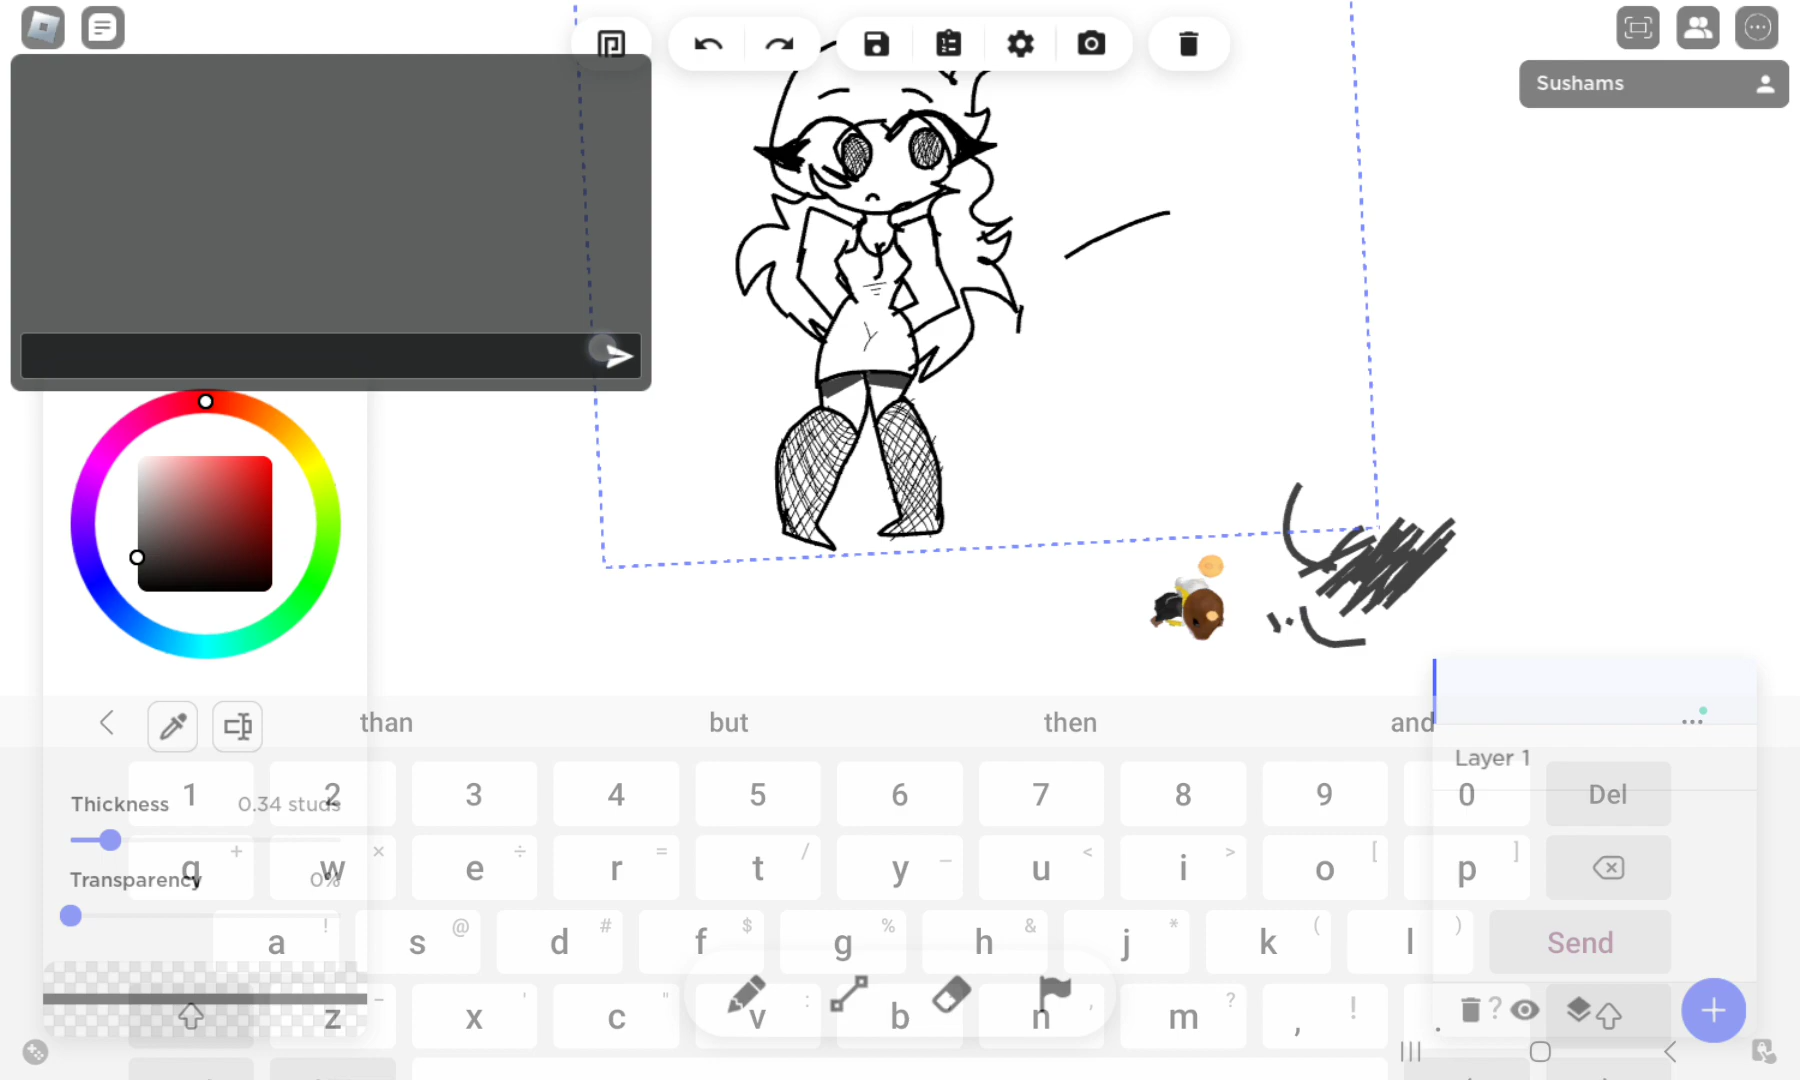 Sushams
than but then and
Layer 1
1 2 3 4 5 6 7 8 9 0 Del
Thickness 0.34 studs
+ × ÷ = / _ < > [ ]
q w e r t y u i o p
Transparency 0%
! @ # $ % & * ( )
a s d f g h j k l Send
- ' " : , ? !
z x c v b n m , . ?